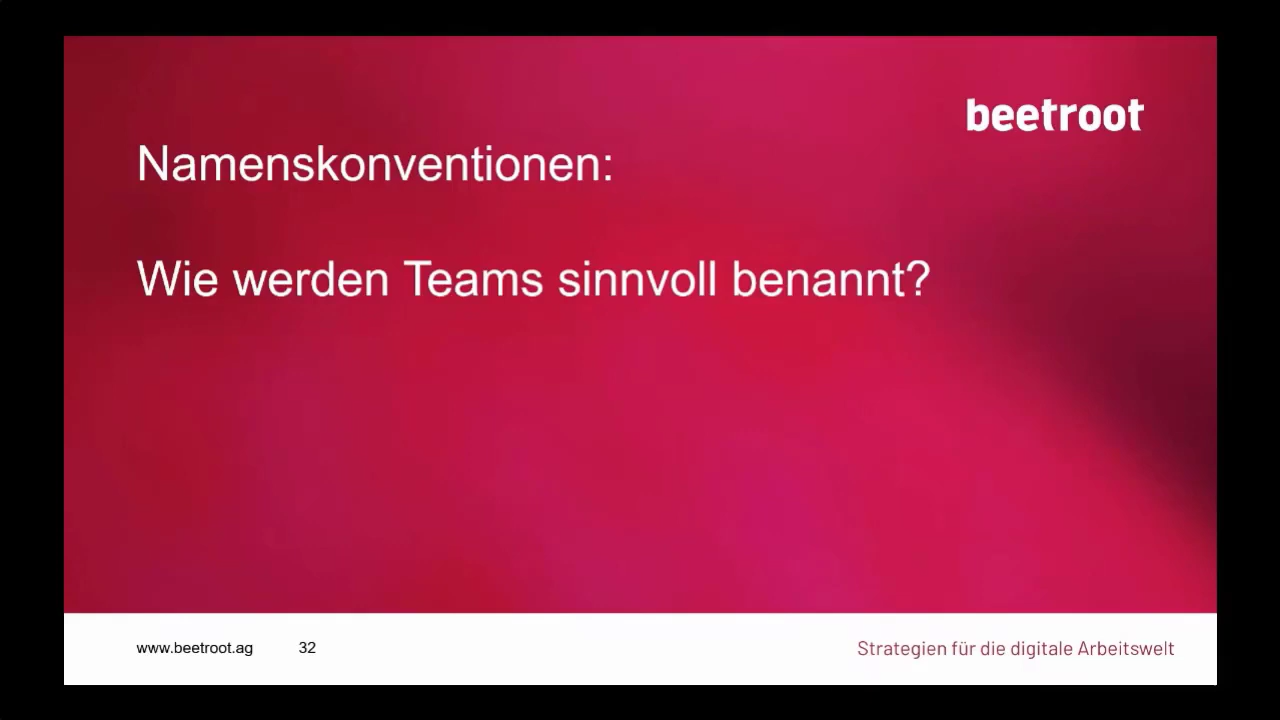 beetroot
Namenskonventionen:
Wie werden Teams sinnvoll benannt?
www.beetroot.ag 32 Strategien für die digitale Arbeitswelt